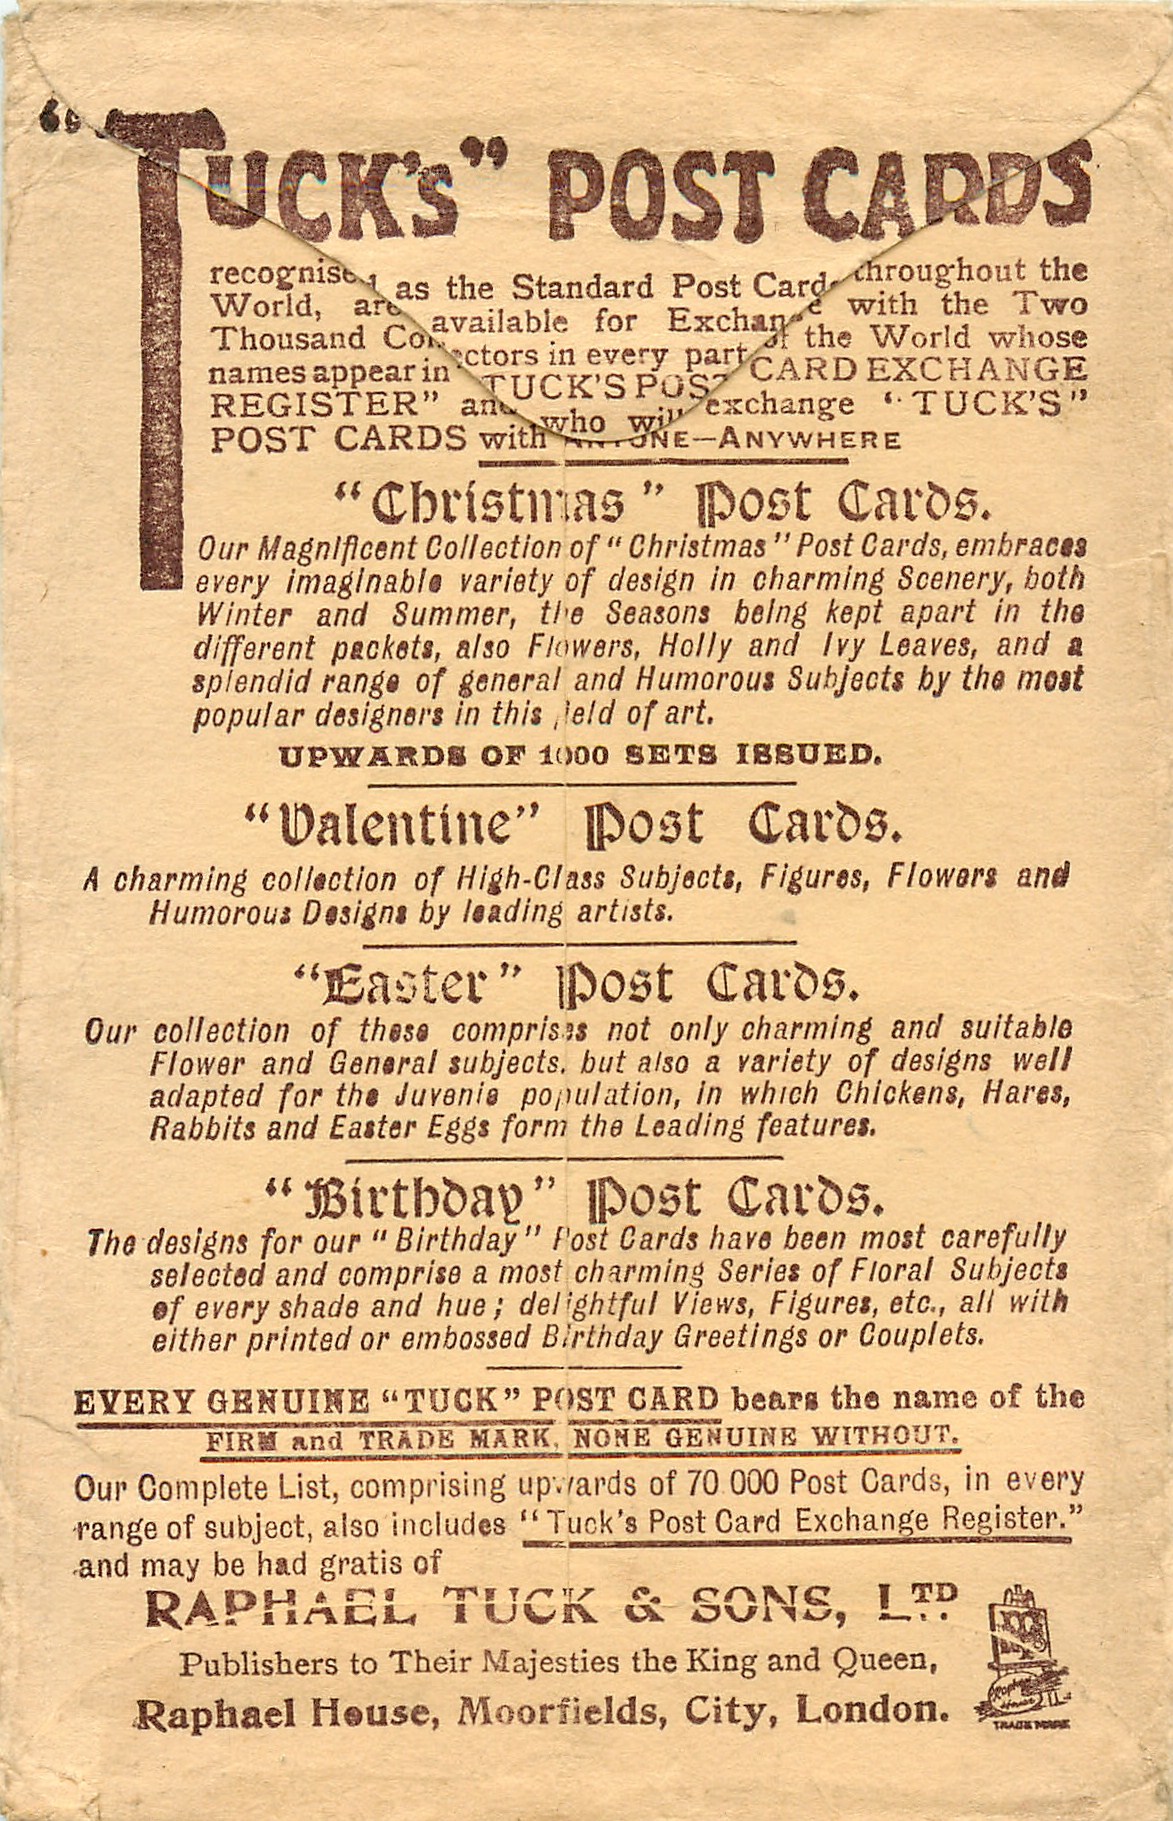 "TUCK'S" POST CARDS
recognised as the Standard Post Cards throughout the
World, are available for Exchange with the Two
Thousand Collectors in every part of the World whose
names appear in "TUCK'S POST CARD EXCHANGE
REGISTER" and who will exchange "TUCK'S"
POST CARDS with ANYONE—ANYWHERE
"Christmas" Post Cards.
Our Magnificent Collection of "Christmas" Post Cards, embraces
every imaginable variety of design in charming Scenery, both
Winter and Summer, the Seasons being kept apart in the
different packets, also Flowers, Holly and Ivy Leaves, and a
splendid range of general and Humorous Subjects by the most
popular designers in this field of art.
UPWARDS OF 1000 SETS ISSUED.
"Valentine" Post Cards.
A charming collection of High-Class Subjects, Figures, Flowers and
Humorous Designs by leading artists.
"Easter" Post Cards.
Our collection of these comprises not only charming and suitable
Flower and General subjects, but also a variety of designs well
adapted for the Juvenie population, in which Chickens, Hares,
Rabbits and Easter Eggs form the Leading features.
"Birthday" Post Cards.
The designs for our "Birthday" Post Cards have been most carefully
selected and comprise a most charming Series of Floral Subjects
of every shade and hue; delightful Views, Figures, etc., all with
either printed or embossed Birthday Greetings or Couplets.
EVERY GENUINE "TUCK" POST CARD bears the name of the
FIRM and TRADE MARK, NONE GENUINE WITHOUT.
Our Complete List, comprising upwards of 70 000 Post Cards, in every
range of subject, also includes "Tuck's Post Card Exchange Register."
and may be had gratis of
RAPHAEL TUCK & SONS, LTD.
Publishers to Their Majesties the King and Queen,
Raphael House, Moorfields, City, London.
TRADE MARK